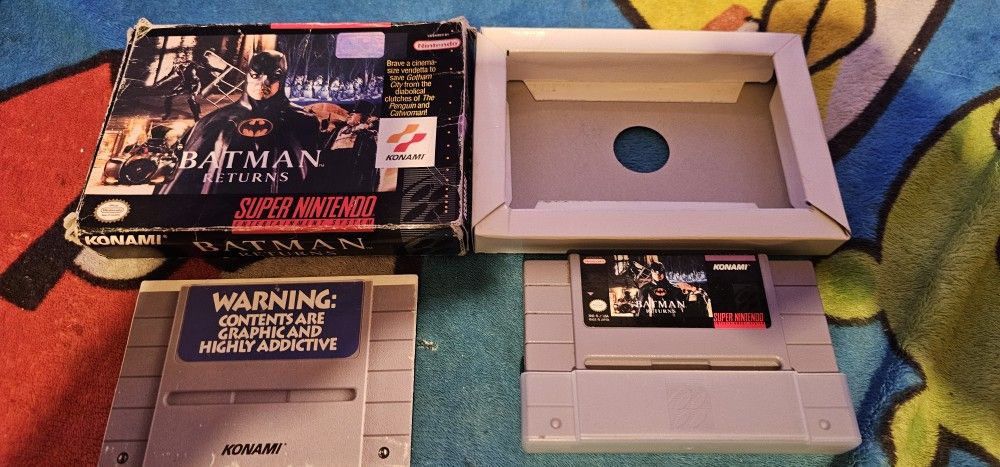 Nintendo
Brave a cinema-
size vendetta to
save Gotham
City from the
diabolical
clutches of The
Penguin and
Catwoman!
KONAMI
BATMAN™
RETURNS
SUPER NINTENDO
ENTERTAINMENT SYSTEM
KONAMI
BATMAN™
RETURNS
WARNING:
CONTENTS ARE
GRAPHIC AND
HIGHLY ADDICTIVE
KONAMI
KONAMI
BATMAN
RETURNS
SUPER NINTENDO